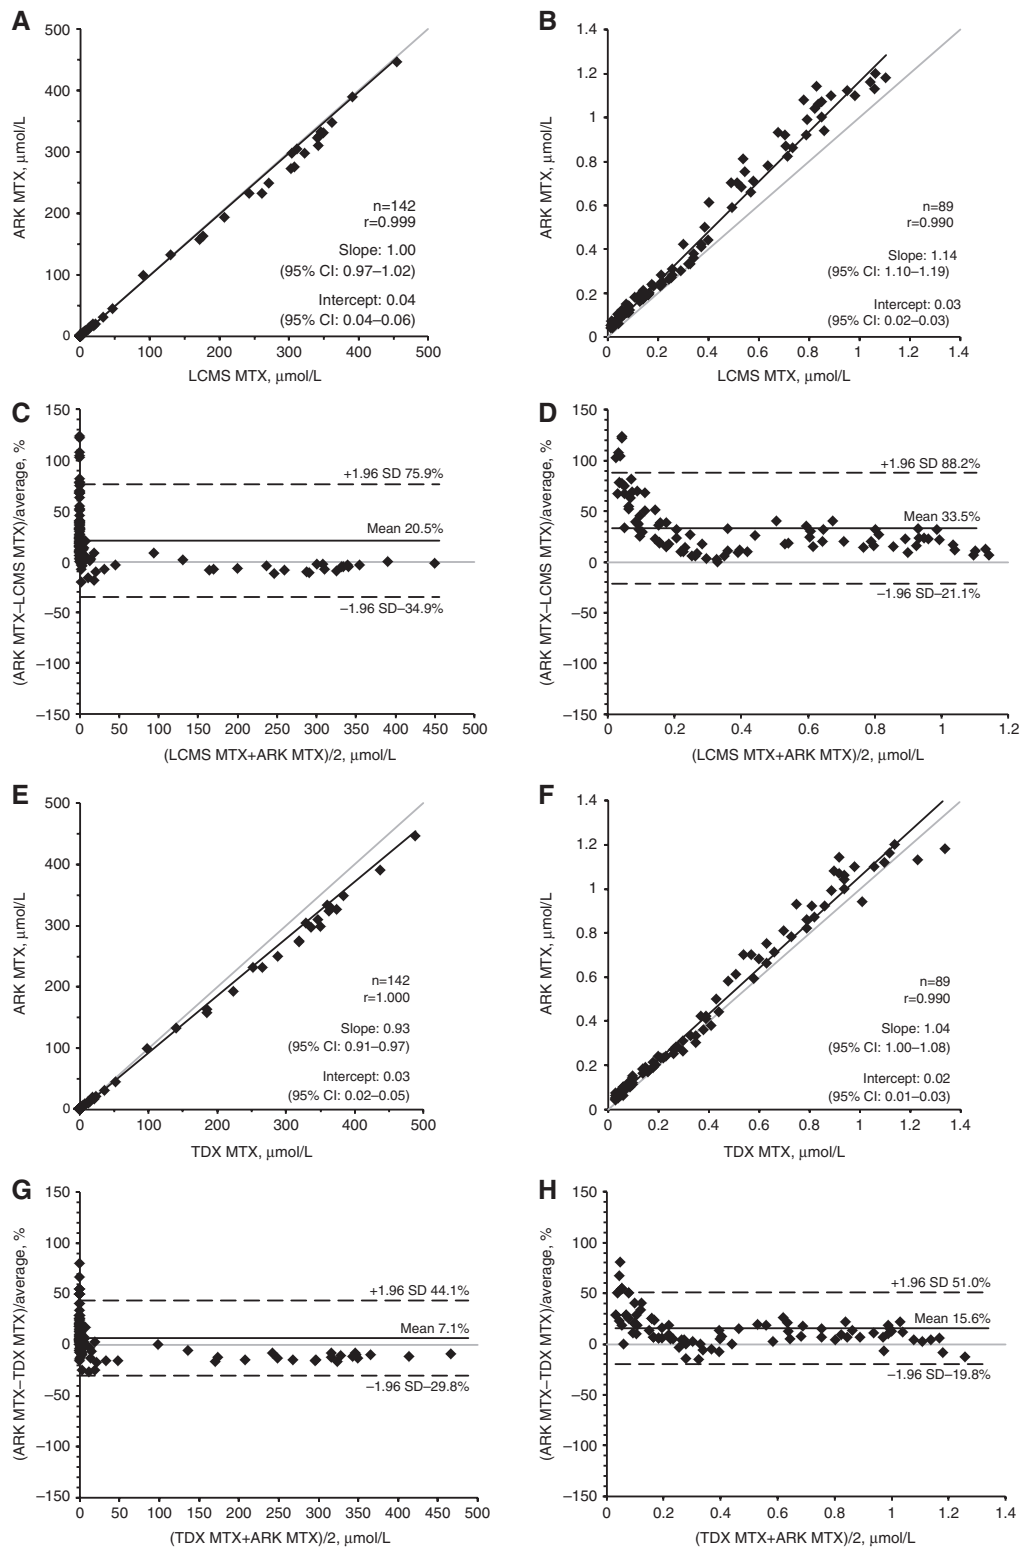 A
500
400
300
200
100
0
ARK MTX, μmol/L
n=142
r=0.999
Slope: 1.00
(95% CI: 0.97–1.02)
Intercept: 0.04
(95% CI: 0.04–0.06)
0 100 200 300 400 500
LCMS MTX, μmol/L
B
1.4
1.2
1
0.8
0.6
0.4
0.2
0
ARK MTX, μmol/L
n=89
r=0.990
Slope: 1.14
(95% CI: 1.10–1.19)
Intercept: 0.03
(95% CI: 0.02–0.03)
0 0.2 0.4 0.6 0.8 1 1.2 1.4
LCMS MTX, μmol/L
C
150
100
50
0
–50
–100
–150
(ARK MTX–LCMS MTX)/average, %
+1.96 SD 75.9%
Mean 20.5%
–1.96 SD–34.9%
0 50 100 150 200 250 300 350 400 450 500
(LCMS MTX+ARK MTX)/2, μmol/L
D
150
100
50
0
–50
–100
–150
(ARK MTX–LCMS MTX)/average, %
+1.96 SD 88.2%
Mean 33.5%
–1.96 SD–21.1%
0 0.2 0.4 0.6 0.8 1 1.2
(LCMS MTX+ARK MTX)/2, μmol/L
E
500
400
300
200
100
0
ARK MTX, μmol/L
n=142
r=1.000
Slope: 0.93
(95% CI: 0.91–0.97)
Intercept: 0.03
(95% CI: 0.02–0.05)
0 100 200 300 400 500
TDX MTX, μmol/L
F
1.4
1.2
1
0.8
0.6
0.4
0.2
0
ARK MTX, μmol/L
n=89
r=0.990
Slope: 1.04
(95% CI: 1.00–1.08)
Intercept: 0.02
(95% CI: 0.01–0.03)
0 0.2 0.4 0.6 0.8 1 1.2 1.4
TDX MTX, μmol/L
G
150
100
50
0
–50
–100
–150
(ARK MTX–TDX MTX)/average, %
+1.96 SD 44.1%
Mean 7.1%
–1.96 SD–29.8%
0 50 100 150 200 250 300 350 400 450 500
(TDX MTX+ARK MTX)/2, μmol/L
H
150
100
50
0
–50
–100
–150
(ARK MTX–TDX MTX)/average, %
+1.96 SD 51.0%
Mean 15.6%
–1.96 SD–19.8%
0 0.2 0.4 0.6 0.8 1 1.2 1.4
(TDX MTX+ARK MTX)/2, μmol/L